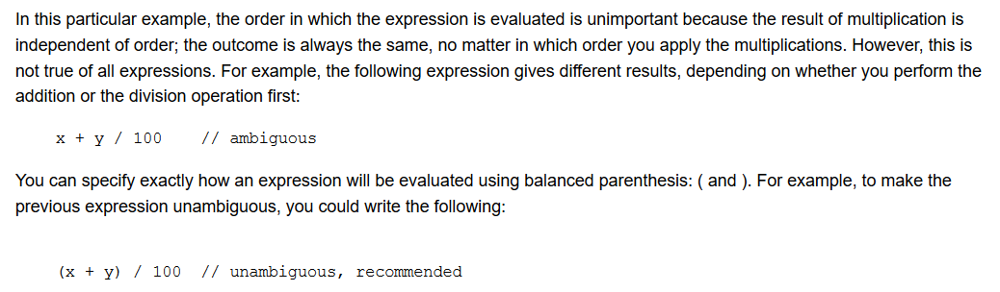 In this particular example, the order in which the expression is evaluated is unimportant because the result of multiplication is
independent of order; the outcome is always the same, no matter in which order you apply the multiplications. However, this is
not true of all expressions. For example, the following expression gives different results, depending on whether you perform the
addition or the division operation first:
x + y / 100    // ambiguous
You can specify exactly how an expression will be evaluated using balanced parenthesis: ( and ). For example, to make the
previous expression unambiguous, you could write the following:
(x + y) / 100  // unambiguous, recommended